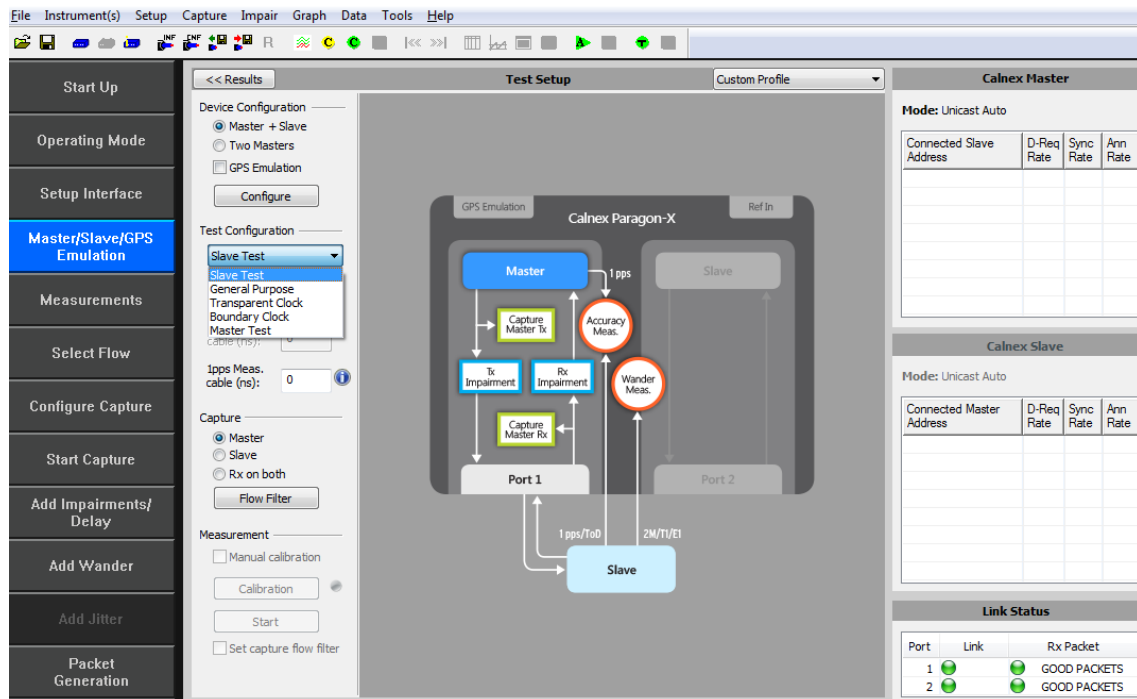 File Instrument(s) Setup Capture Impair Graph Data Tools Help
INF CNF R C C A T
Start Up
Operating Mode
Setup Interface
Master/Slave/GPS
Emulation
Measurements
Select Flow
Configure Capture
Start Capture
Add Impairments/
Delay
Add Wander
Add Jitter
Packet
Generation
<< Results
Test Setup
Custom Profile
Device Configuration
Master + Slave
Two Masters
GPS Emulation
Configure
Test Configuration
Slave Test
Slave Test
General Purpose
Transparent Clock
Boundary Clock
Master Test
cable (ns): 0
1pps Meas.
cable (ns): 0
Capture
Master
Slave
Rx on both
Flow Filter
Measurement
Manual calibration
Calibration
Start
Set capture flow filter
GPS Emulation
Calnex Paragon-X
Ref In
Master
1 pps
Slave
Capture
Master Tx
Accuracy
Meas.
Tx
Impairment
Rx
Impairment
Wander
Meas.
Capture
Master Rx
Port 1
Port 2
1 pps/ToD
2M/T1/E1
Slave
Calnex Master
Mode: Unicast Auto
Connected Slave
Address
D-Req
Rate
Sync
Rate
Ann
Rate
Calnex Slave
Mode: Unicast Auto
Connected Master
Address
D-Req
Rate
Sync
Rate
Ann
Rate
Link Status
Port Link Rx Packet
1 GOOD PACKETS
2 GOOD PACKETS